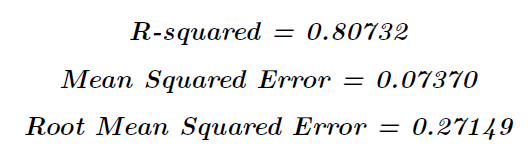 R-squared = 0.80732
Mean Squared Error = 0.07370
Root Mean Squared Error = 0.27149